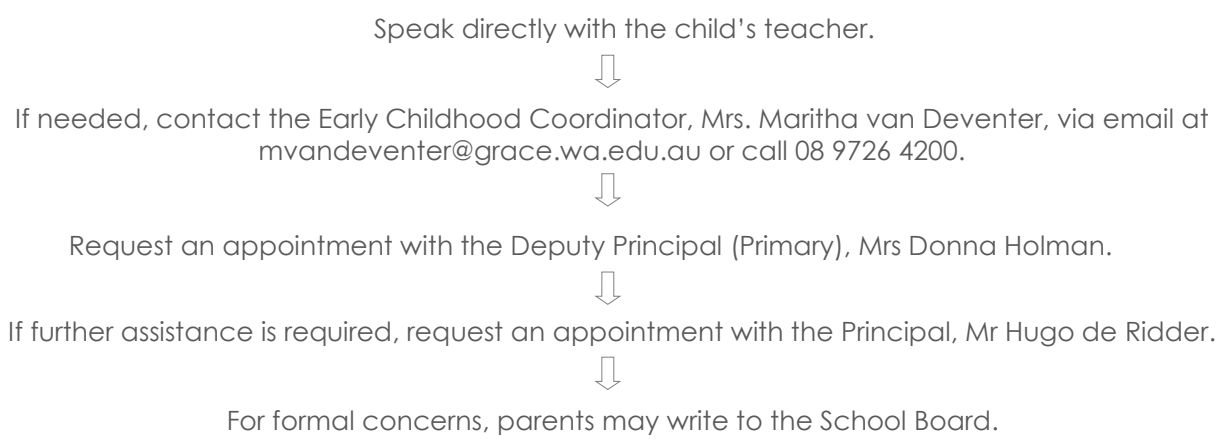 Speak directly with the child’s teacher.
If needed, contact the Early Childhood Coordinator, Mrs. Maritha van Deventer, via email at
mvandeventer@grace.wa.edu.au or call 08 9726 4200.
Request an appointment with the Deputy Principal (Primary), Mrs Donna Holman.
If further assistance is required, request an appointment with the Principal, Mr Hugo de Ridder.
For formal concerns, parents may write to the School Board.